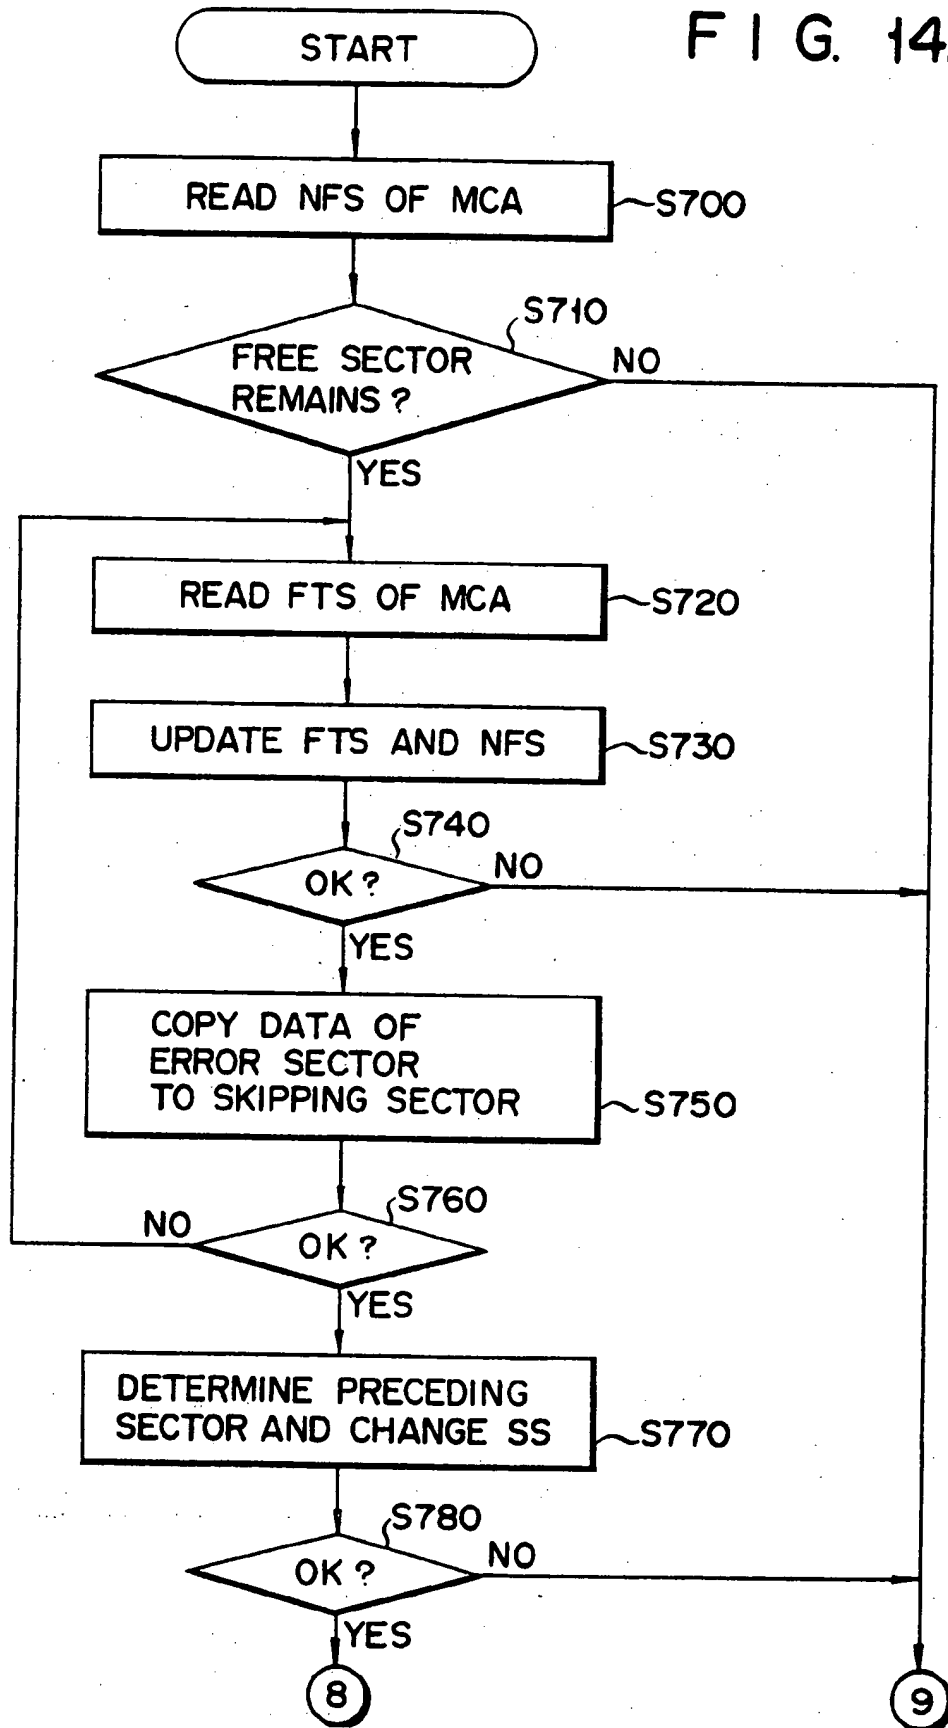 FIG. 14
START
READ NFS OF MCA
S700
S710
FREE SECTOR
REMAINS?
NO
YES
READ FTS OF MCA
S720
UPDATE FTS AND NFS
S730
S740
OK?
NO
YES
COPY DATA OF
ERROR SECTOR
TO SKIPPING SECTOR
S750
S760
NO
OK?
YES
DETERMINE PRECEDING
SECTOR AND CHANGE SS
S770
S780
OK?
NO
YES
8
9